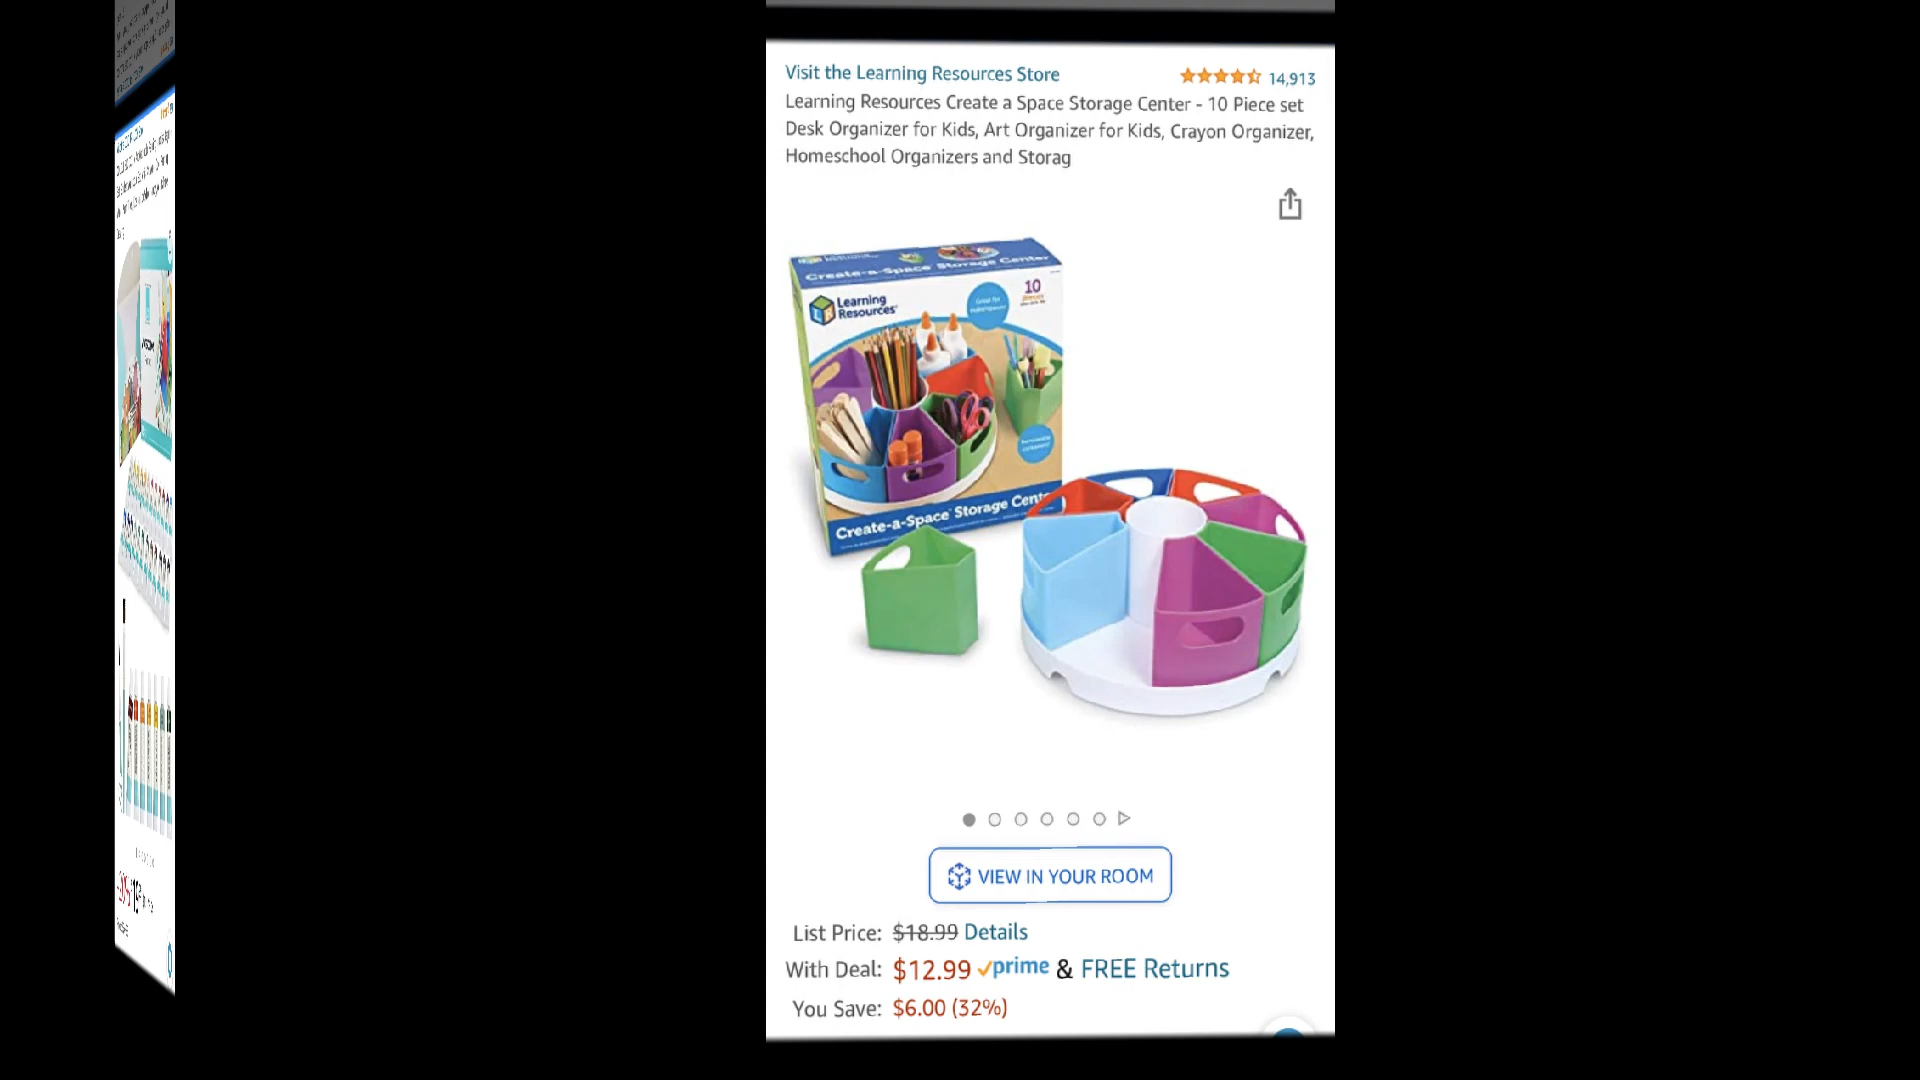 Visit the Learning Resources Store
14,913
Learning Resources Create a Space Storage Center - 10 Piece set
Desk Organizer for Kids, Art Organizer for Kids, Crayon Organizer,
Homeschool Organizers and Storag
Create-a-Space Storage Center
Learning
Resources
10
Create-a-Space Storage Cente
VIEW IN YOUR ROOM
List Price: $18.99 Details
With Deal: $12.99 prime & FREE Returns
You Save: $6.00 (32%)